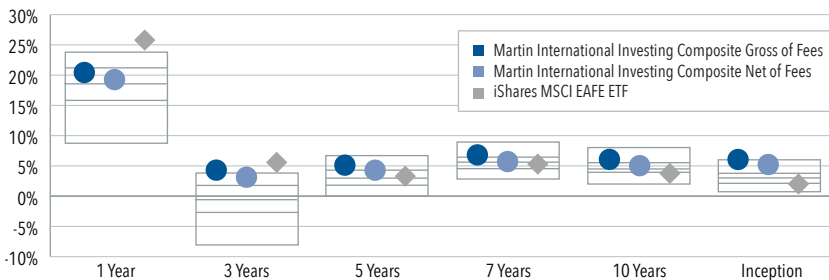 30%
25%
20%
15%
10%
5%
0%
-5%
-10%
Martin International Investing Composite Gross of Fees
Martin International Investing Composite Net of Fees
iShares MSCI EAFE ETF
1 Year 3 Years 5 Years 7 Years 10 Years Inception